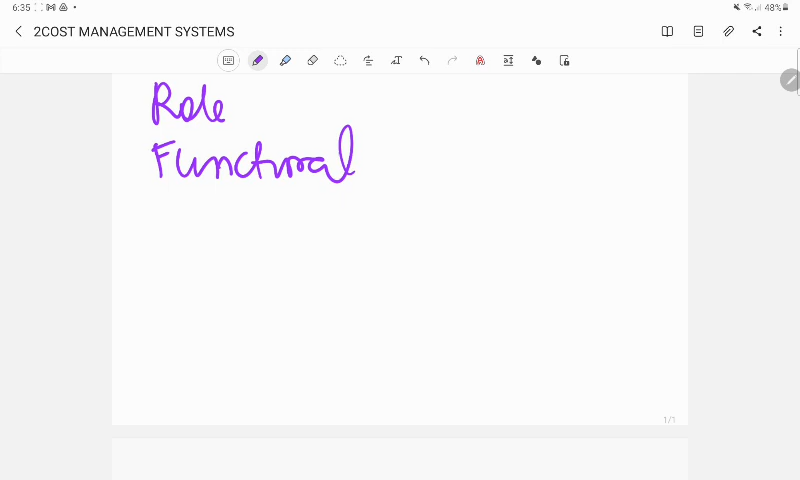 6:35
48%
2COST MANAGEMENT SYSTEMS
Role
Functional
1/1